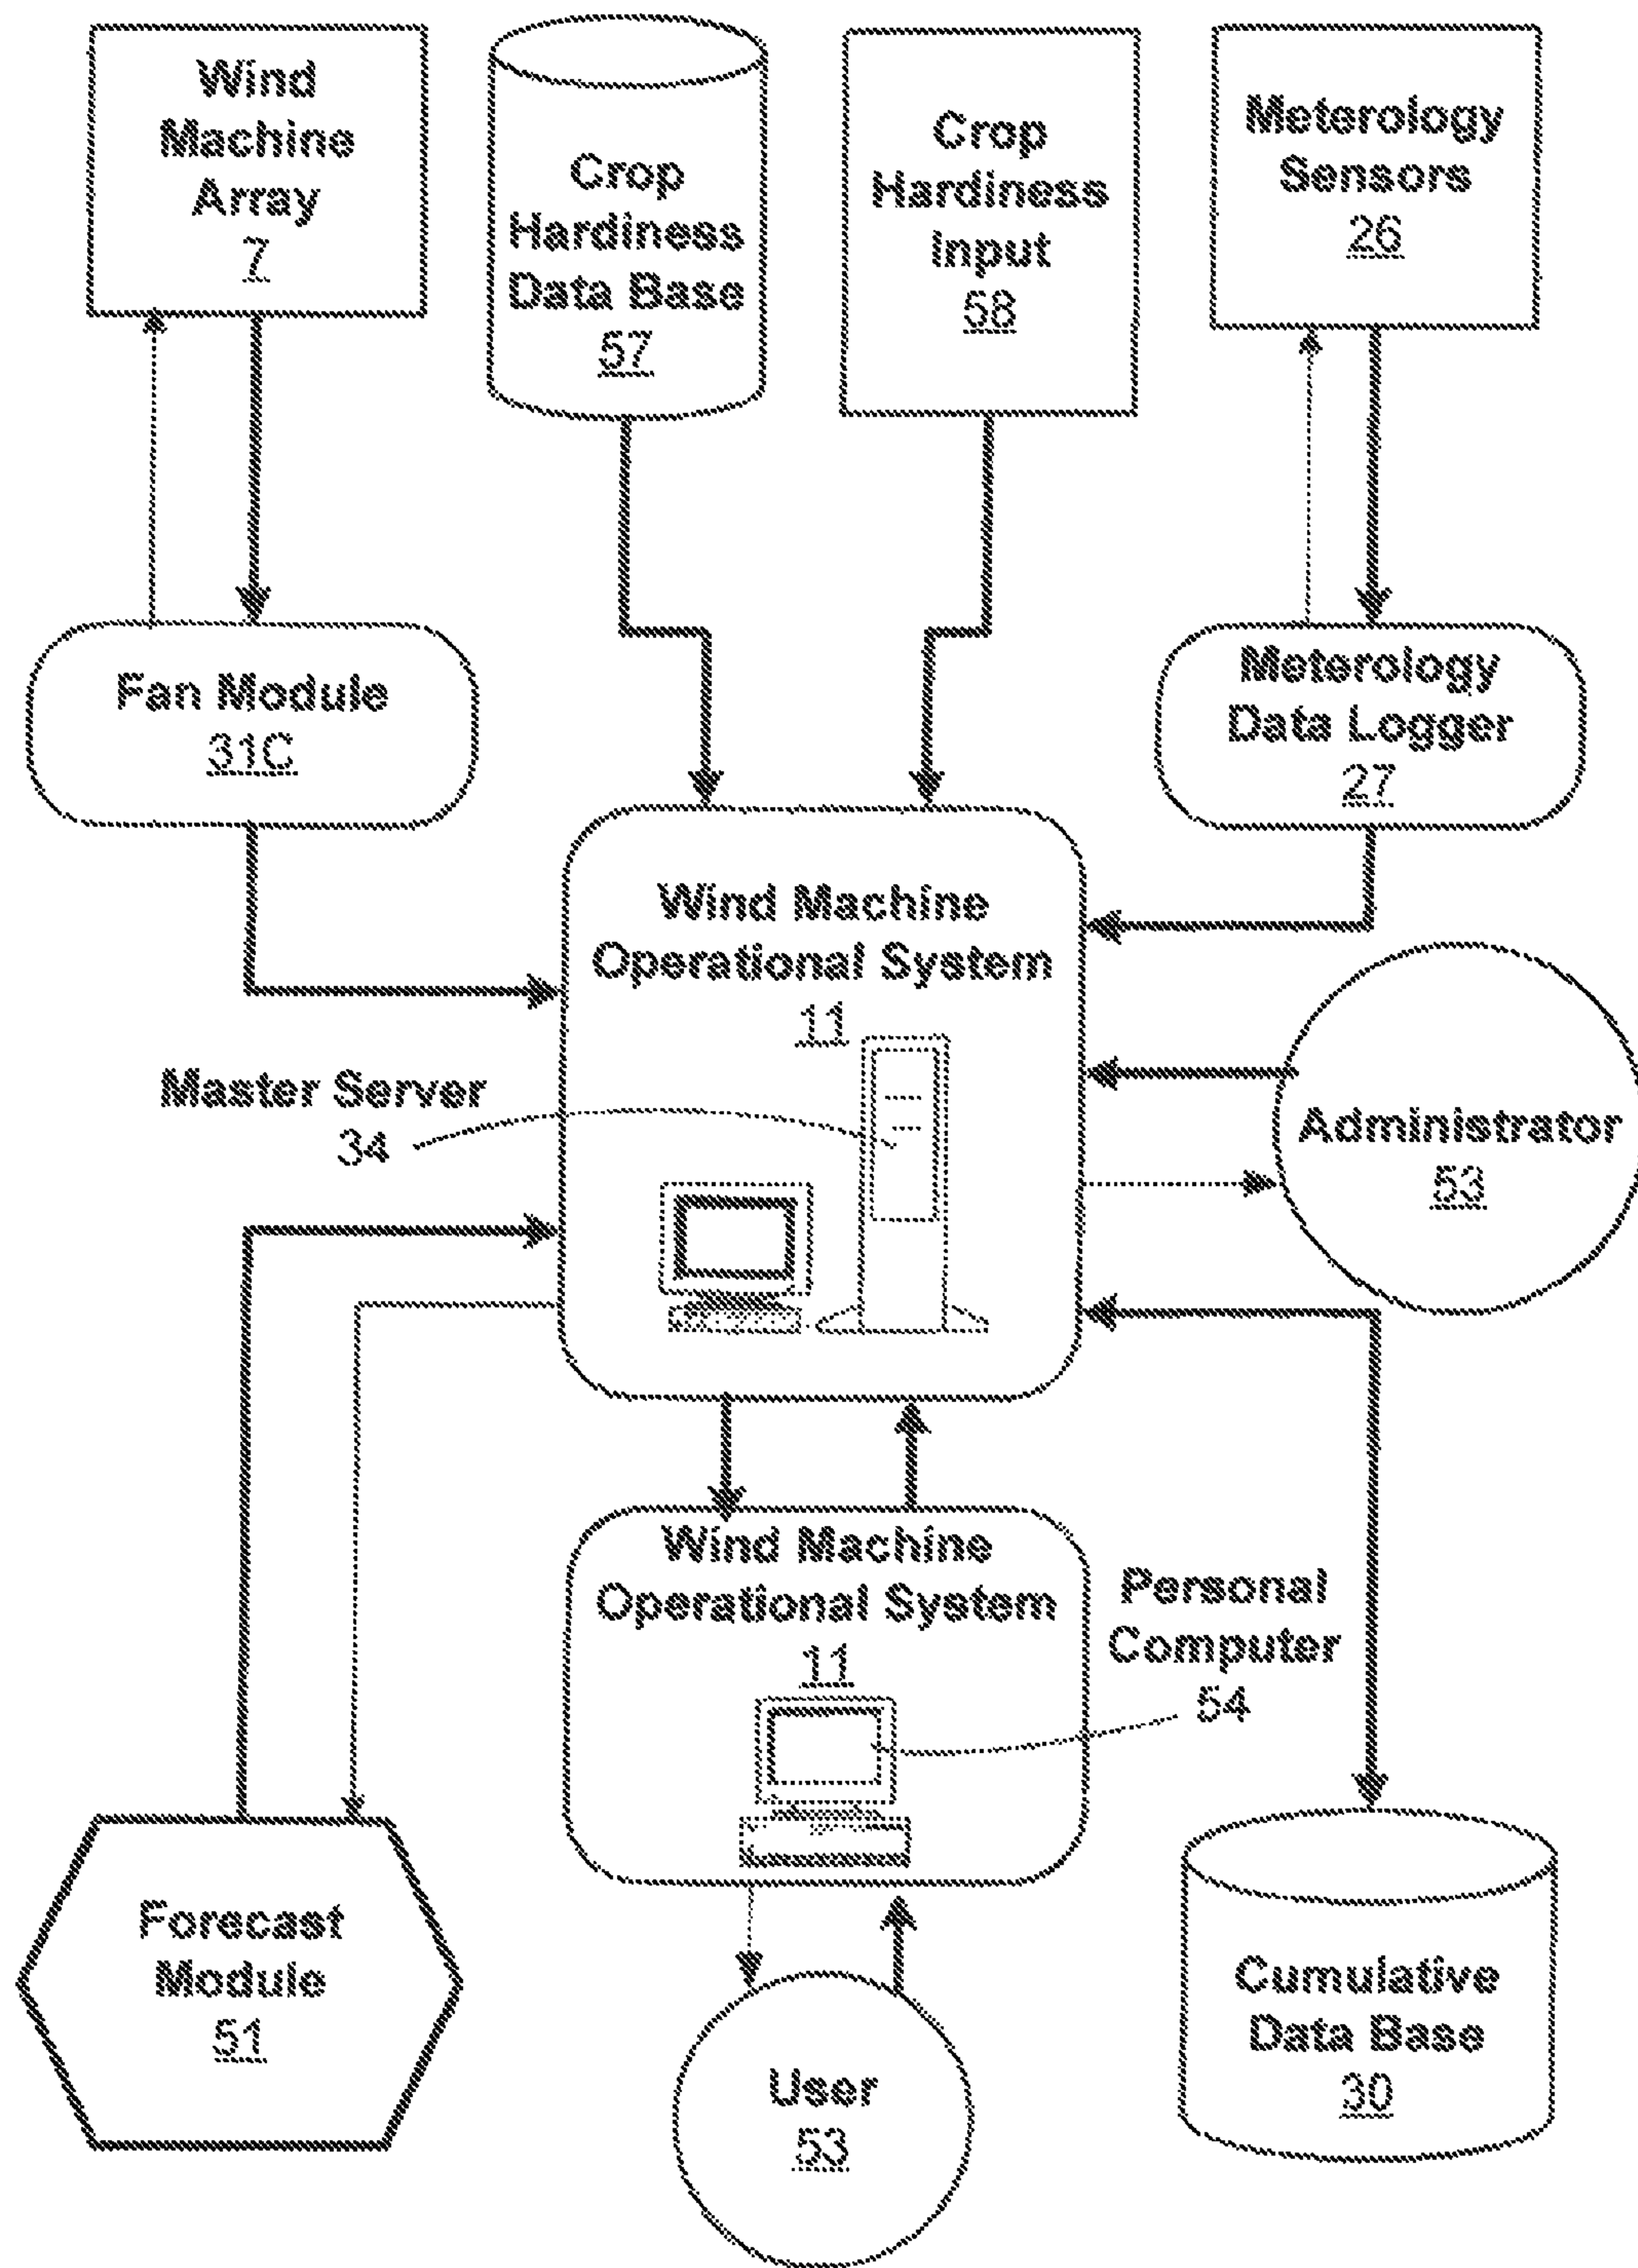 Wind
Machine
Array
7
Crop
Hardiness
Data Base
57
Crop
Hardiness
Input
58
Meterology
Sensors
26
Fan Module
31C
Meterology
Data Logger
27
Wind Machine
Operational System
11
Master Server
34
Administrator
53
Wind Machine
Operational System
11
Personal
Computer
54
Forecast
Module
51
User
53
Cumulative
Data Base
30